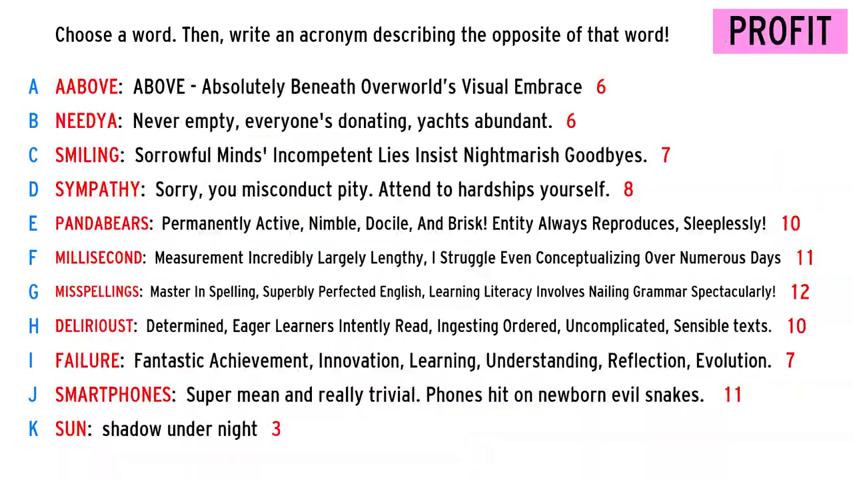 Choose a word. Then, write an acronym describing the opposite of that word!
PROFIT
A AABOVE: ABOVE - Absolutely Beneath Overworld's Visual Embrace 6
B NEEDYA: Never empty, everyone's donating, yachts abundant. 6
C SMILING: Sorrowful Minds' Incompetent Lies Insist Nightmarish Goodbyes. 7
D SYMPATHY: Sorry, you misconduct pity. Attend to hardships yourself. 8
E PANDABEARS: Permanently Active, Nimble, Docile, And Brisk! Entity Always Reproduces, Sleeplessly! 10
F MILLISECOND: Measurement Incredibly Largely Lengthy, I Struggle Even Conceptualizing Over Numerous Days 11
G MISSPELLINGS: Master In Spelling, Superbly Perfected English, Learning Literacy Involves Nailing Grammar Spectacularly! 12
H DELIRIOUST: Determined, Eager Learners Intently Read, Ingesting Ordered, Uncomplicated, Sensible texts. 10
I FAILURE: Fantastic Achievement, Innovation, Learning, Understanding, Reflection, Evolution. 7
J SMARTPHONES: Super mean and really trivial. Phones hit on newborn evil snakes. 11
K SUN: shadow under night 3